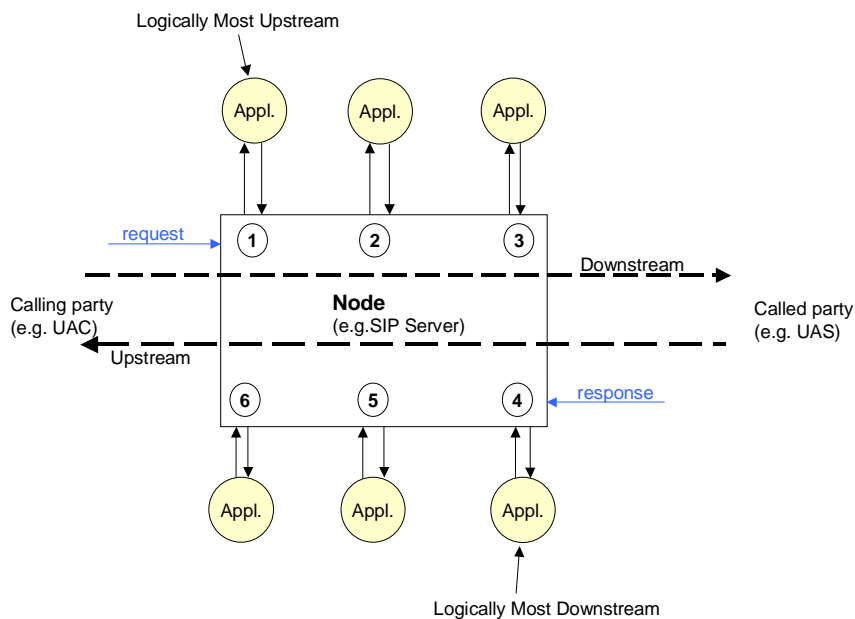 Logically Most Upstream
Appl.
Appl.
Appl.
request
1
2
3
Downstream
Calling party
(e.g. UAC)
Node
(e.g.SIP Server)
Called party
(e.g. UAS)
Upstream
response
6
5
4
Appl.
Appl.
Appl.
Logically Most Downstream